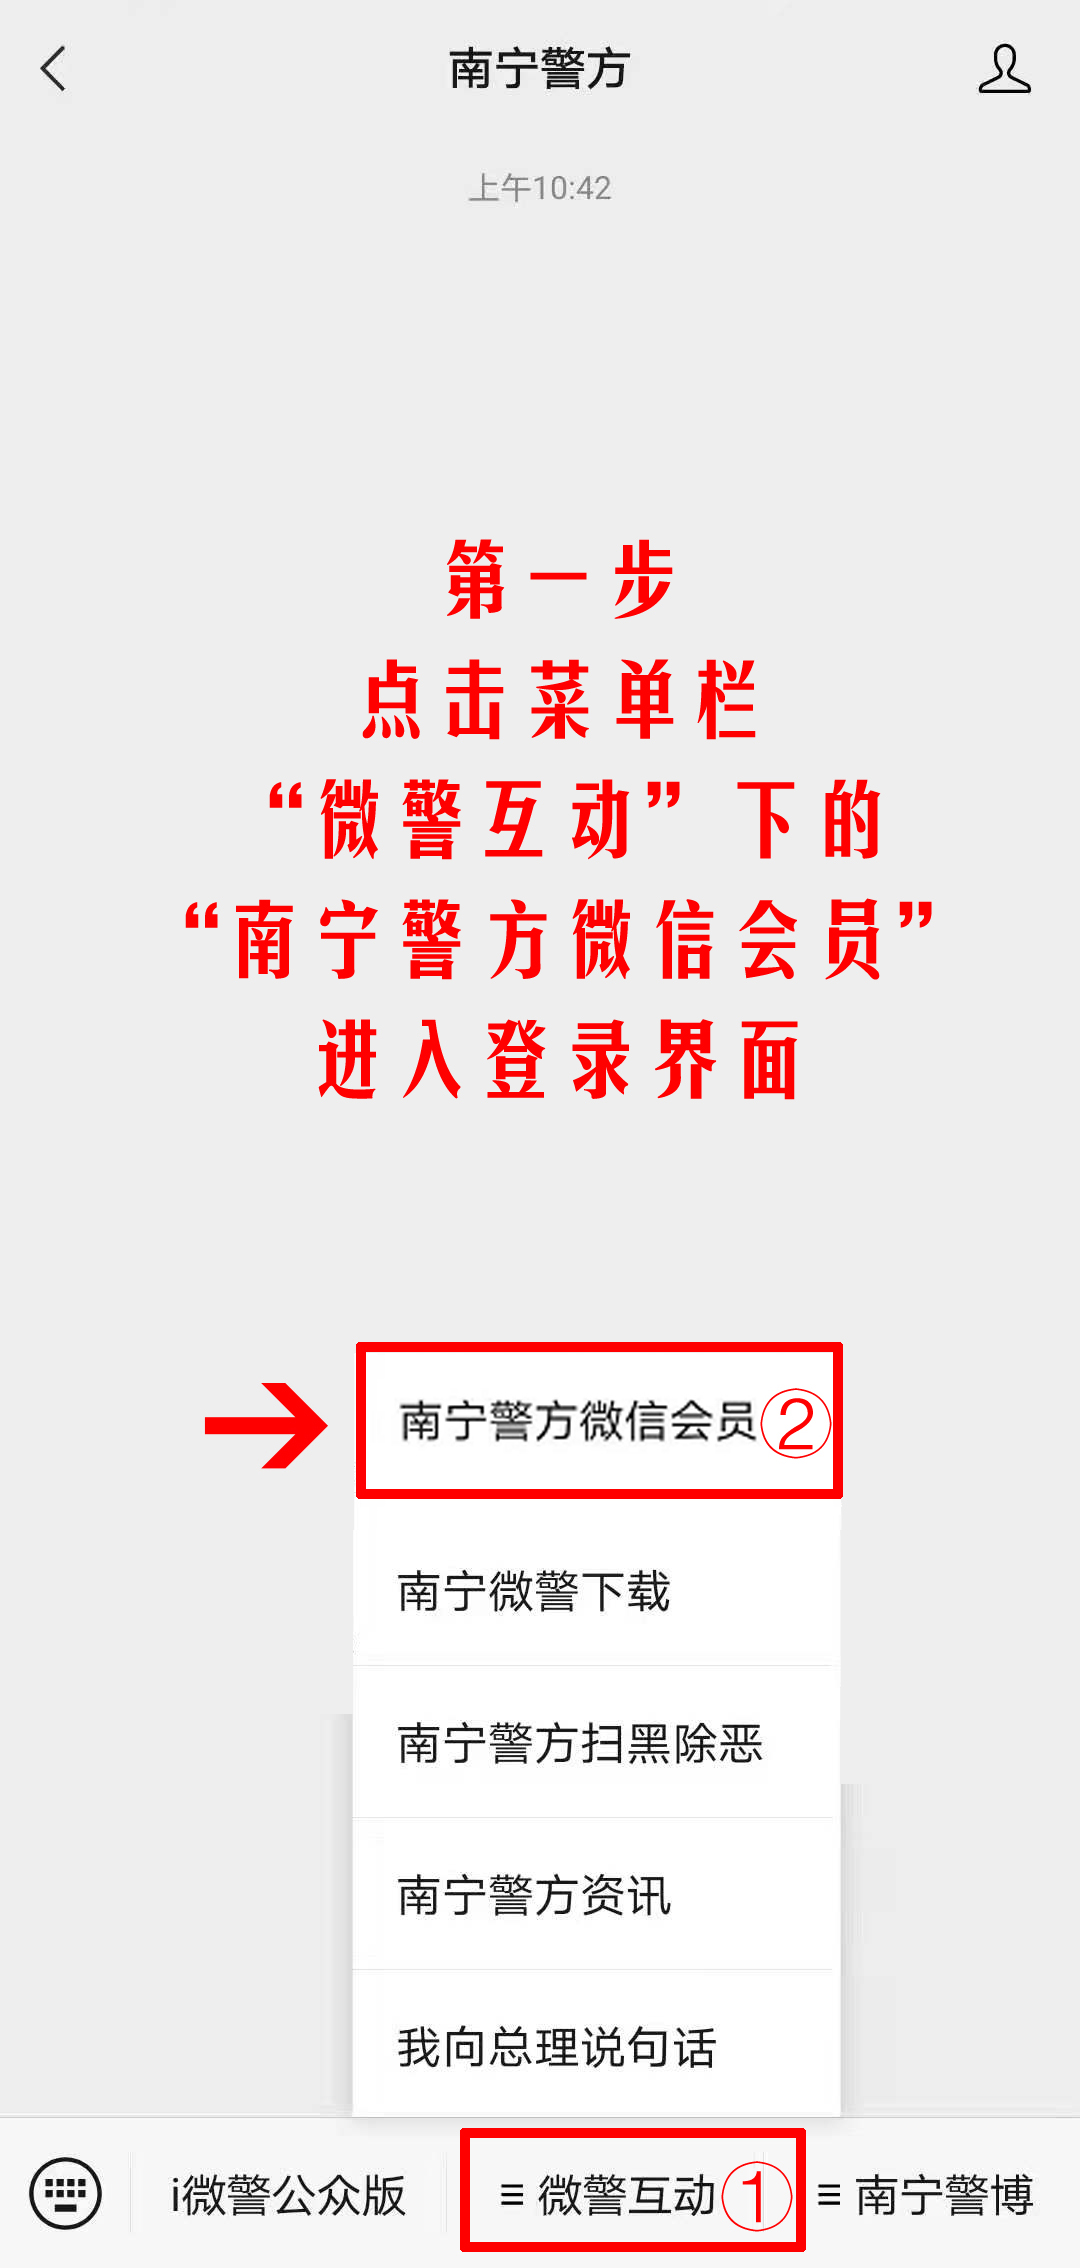 南宁警方
上午10:42
第一步
点击菜单栏
“微警互动”下的
“南宁警方微信会员”
进入登录界面
南宁警方微信会员②
南宁微警下载
南宁警方扫黑除恶
南宁警方资讯
我向总理说句话
i微警公众版 微警互动① 南宁警博